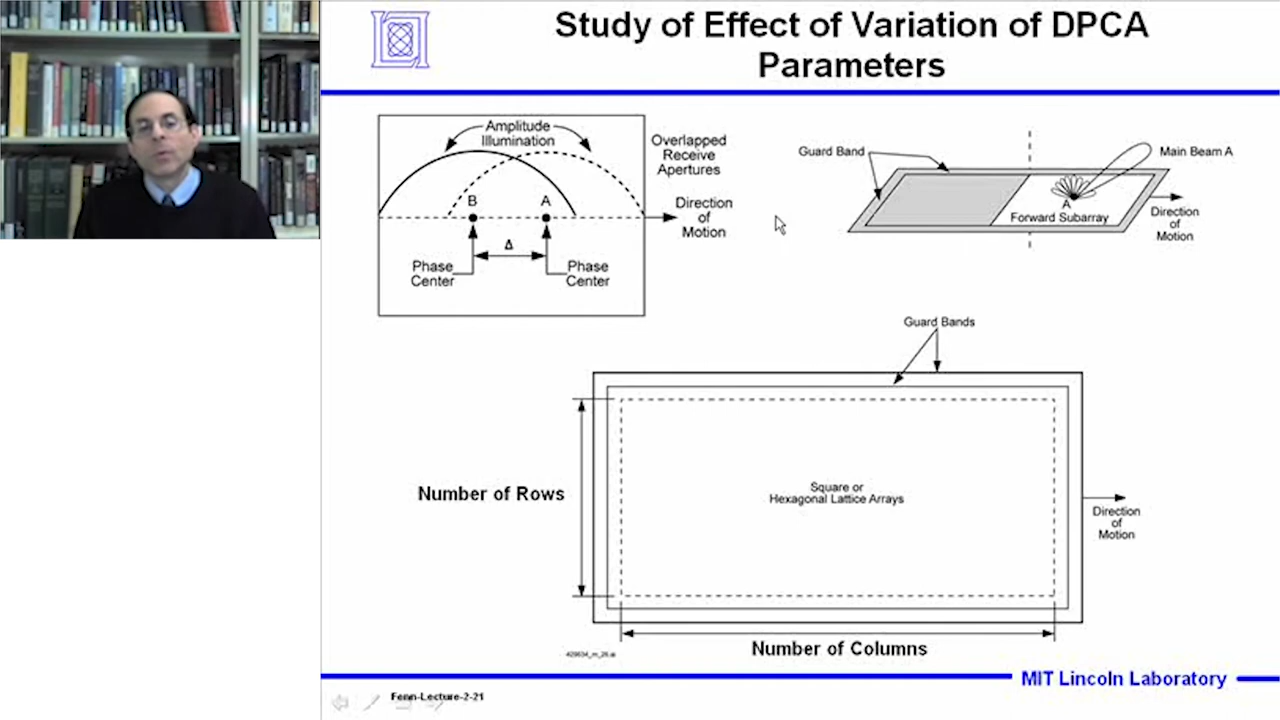 Study of Effect of Variation of DPCA
Parameters
Amplitude
Illumination
Overlapped
Receive
Apertures
B
A
Direction
of
Motion
Δ
Phase
Center
Phase
Center
Guard Band
Main Beam A
A
Forward Subarray
Direction
of
Motion
Guard Bands
Number of Rows
Square or
Hexagonal Lattice Arrays
Direction
of
Motion
Number of Columns
MIT Lincoln Laboratory
Fenn-Lecture-2-21